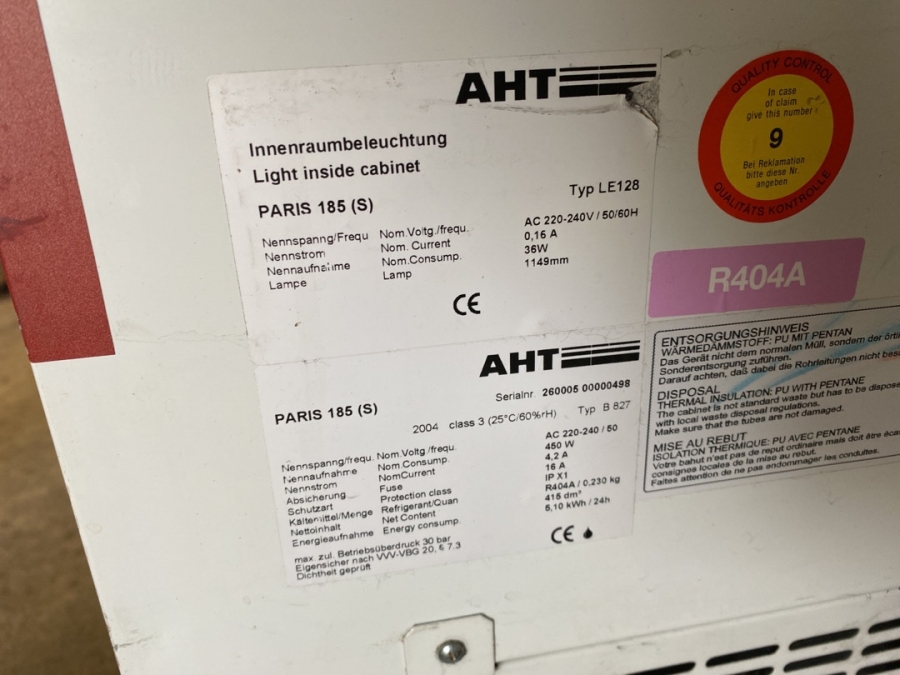 AHT
Innenraumbeleuchtung
Light inside cabinet
PARIS 185 (S)
Typ LE128
Nennspanng/Frequ Nom.Voltg./frequ. AC 220-240V / 50/60H
Nennstrom Nom. Current 0,16 A
Nennaufnahme Nom.Consump. 36W
Lampe Lamp 1149mm
CE
QUALITY CONTROL
In case
of claim
give this number
9
Bei Reklamation
bitte diese Nr.
angeben
QUALITÄTS KONTROLLE
R404A
AHT
Serialnr. 260005 00000498
PARIS 185 (S)
2004 class 3 (25°C/60%rH) Typ B 827
Nennspanng/frequ. Nom.Voltg./frequ. AC 220-240 / 50
Nennaufnahme Nom.Consump. 450 W
Nennstrom NomCurrent 4,2 A
Absicherung Fuse 16 A
Schutzart Protection class IP X1
Kältemittel/Menge Refrigerant/Quan R404A / 0,230 kg
Nettoinhalt Net Content 415 dm³
Energieaufnahme Energy consump. 5,10 kWh / 24h
max. zul. Betriebsüberdruck 30 bar
Eigensicher nach VVV-VBG 20, 6 7.3
Dichtheit geprüft
CE
ENTSORGUNGSHINWEIS
WÄRMEDÄMMSTOFF: PU MIT PENTAN
Das Gerät nicht dem normalen Müll, sondern der
Sonderentsorgung zuführen.
Darauf achten, daß dabei die Rohrleitungen nicht
DISPOSAL
THERMAL INSULATION: PU WITH PENTANE
The cabinet is not standard waste but has to be
with local waste disposal regulations.
Make sure that the tubes are not damaged.
MISE AU REBUT
ISOLATION THERMIQUE: PU AVEC PENTANE
Votre bahut n'est pas de reput ordinaire mais doit être
consignes locales de la mise au rebut.
Faites attention de ne pas endommager les conduites.